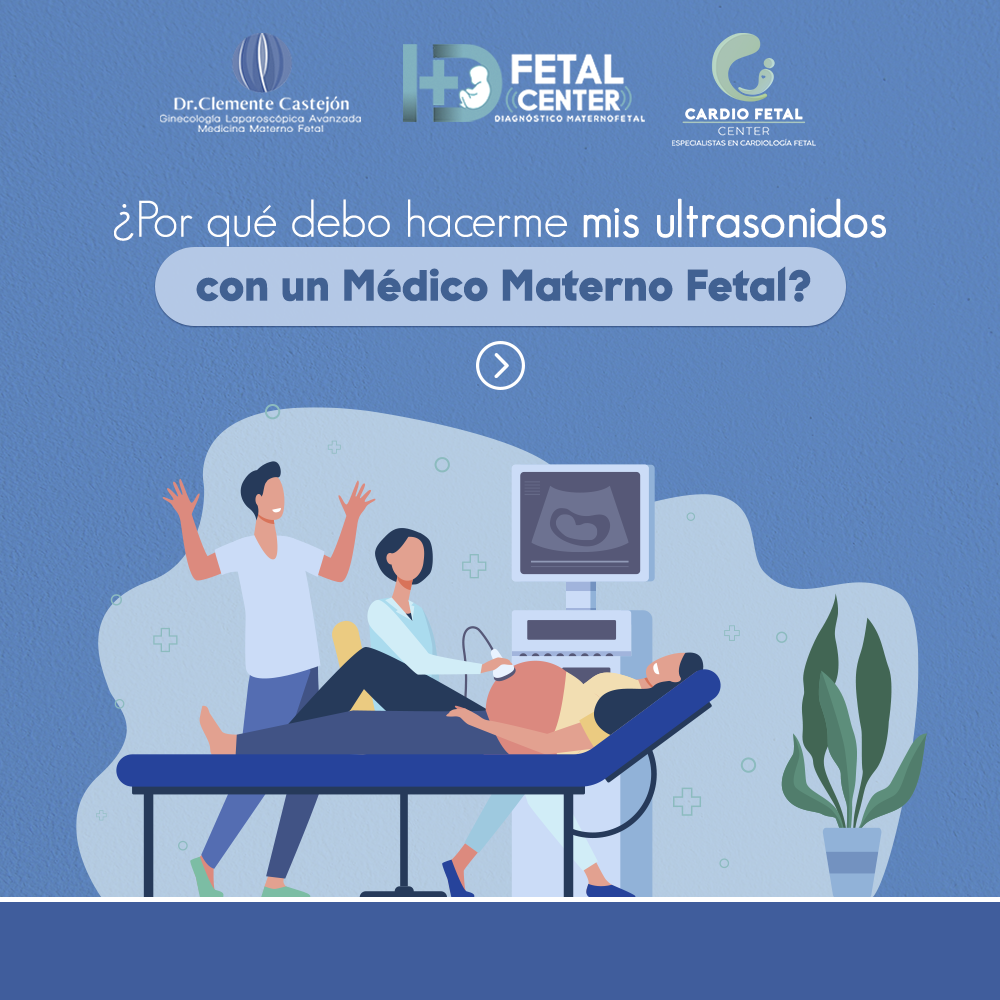 Dr.Clemente Castejón
Ginecología Laparoscópica Avanzada
Medicina Materno Fetal
H+D FETAL
CENTER
DIAGNÓSTICO MATERNOFETAL
CARDIO FETAL
CENTER
ESPECIALISTAS EN CARDIOLOGÍA FETAL
¿Por qué debo hacerme mis ultrasonidos
con un Médico Materno Fetal?